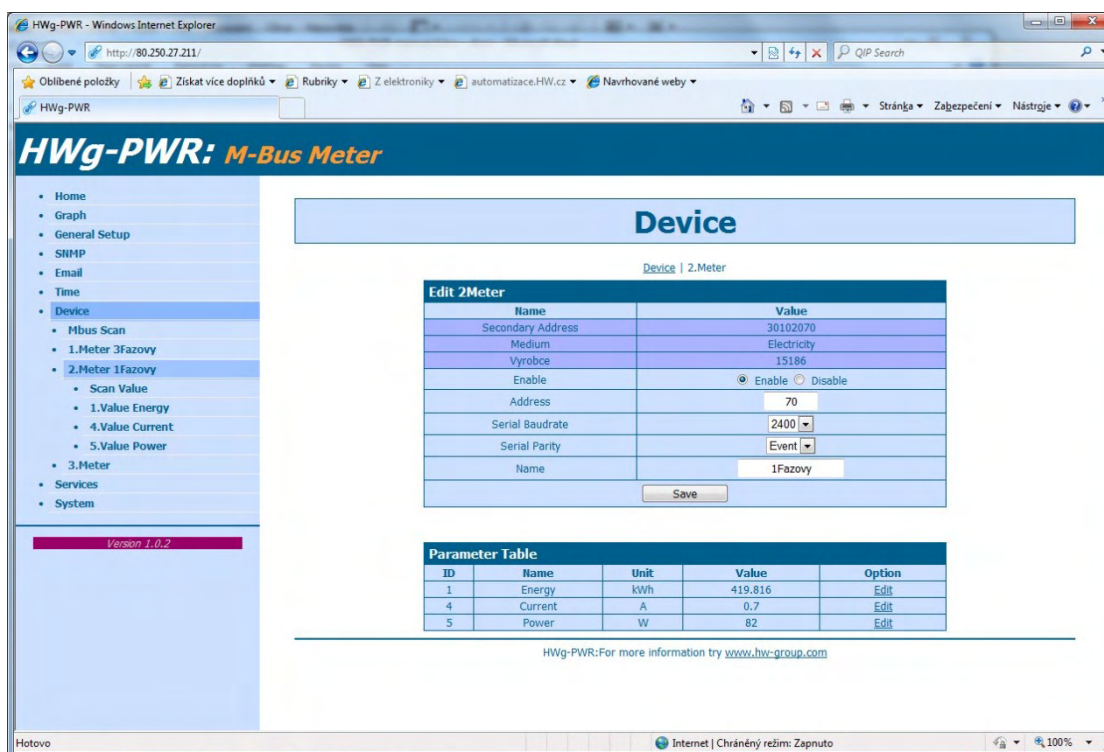 HWg-PWR - Windows Internet Explorer
http://80.250.27.211/
QIP Search
Oblíbené položky
Získat více doplňků
Rubriky
Z elektroniky
automatizace.HW.cz
Navrhované weby
HWg-PWR
Stránka
Zabezpečení
Nástroje
HWg-PWR: M-Bus Meter
Home
Graph
General Setup
SNMP
Email
Time
Device
Mbus Scan
1.Meter 3Fazovy
2.Meter 1Fazovy
Scan Value
1.Value Energy
4.Value Current
5.Value Power
3.Meter
Services
System
Version 1.0.2
Device
Device | 2.Meter
Edit 2Meter
Name Value
Secondary Address 30102070
Medium Electricity
Vyrobce 15186
Enable Enable Disable
Address 70
Serial Baudrate 2400
Serial Parity Event
Name 1Fazovy
Save
Parameter Table
ID Name Unit Value Option
1 Energy kWh 419.816 Edit
4 Current A 0.7 Edit
5 Power W 82 Edit
HWg-PWR:For more information try www.hw-group.com
Hotovo
Internet | Chráněný režim: Zapnuto
100%